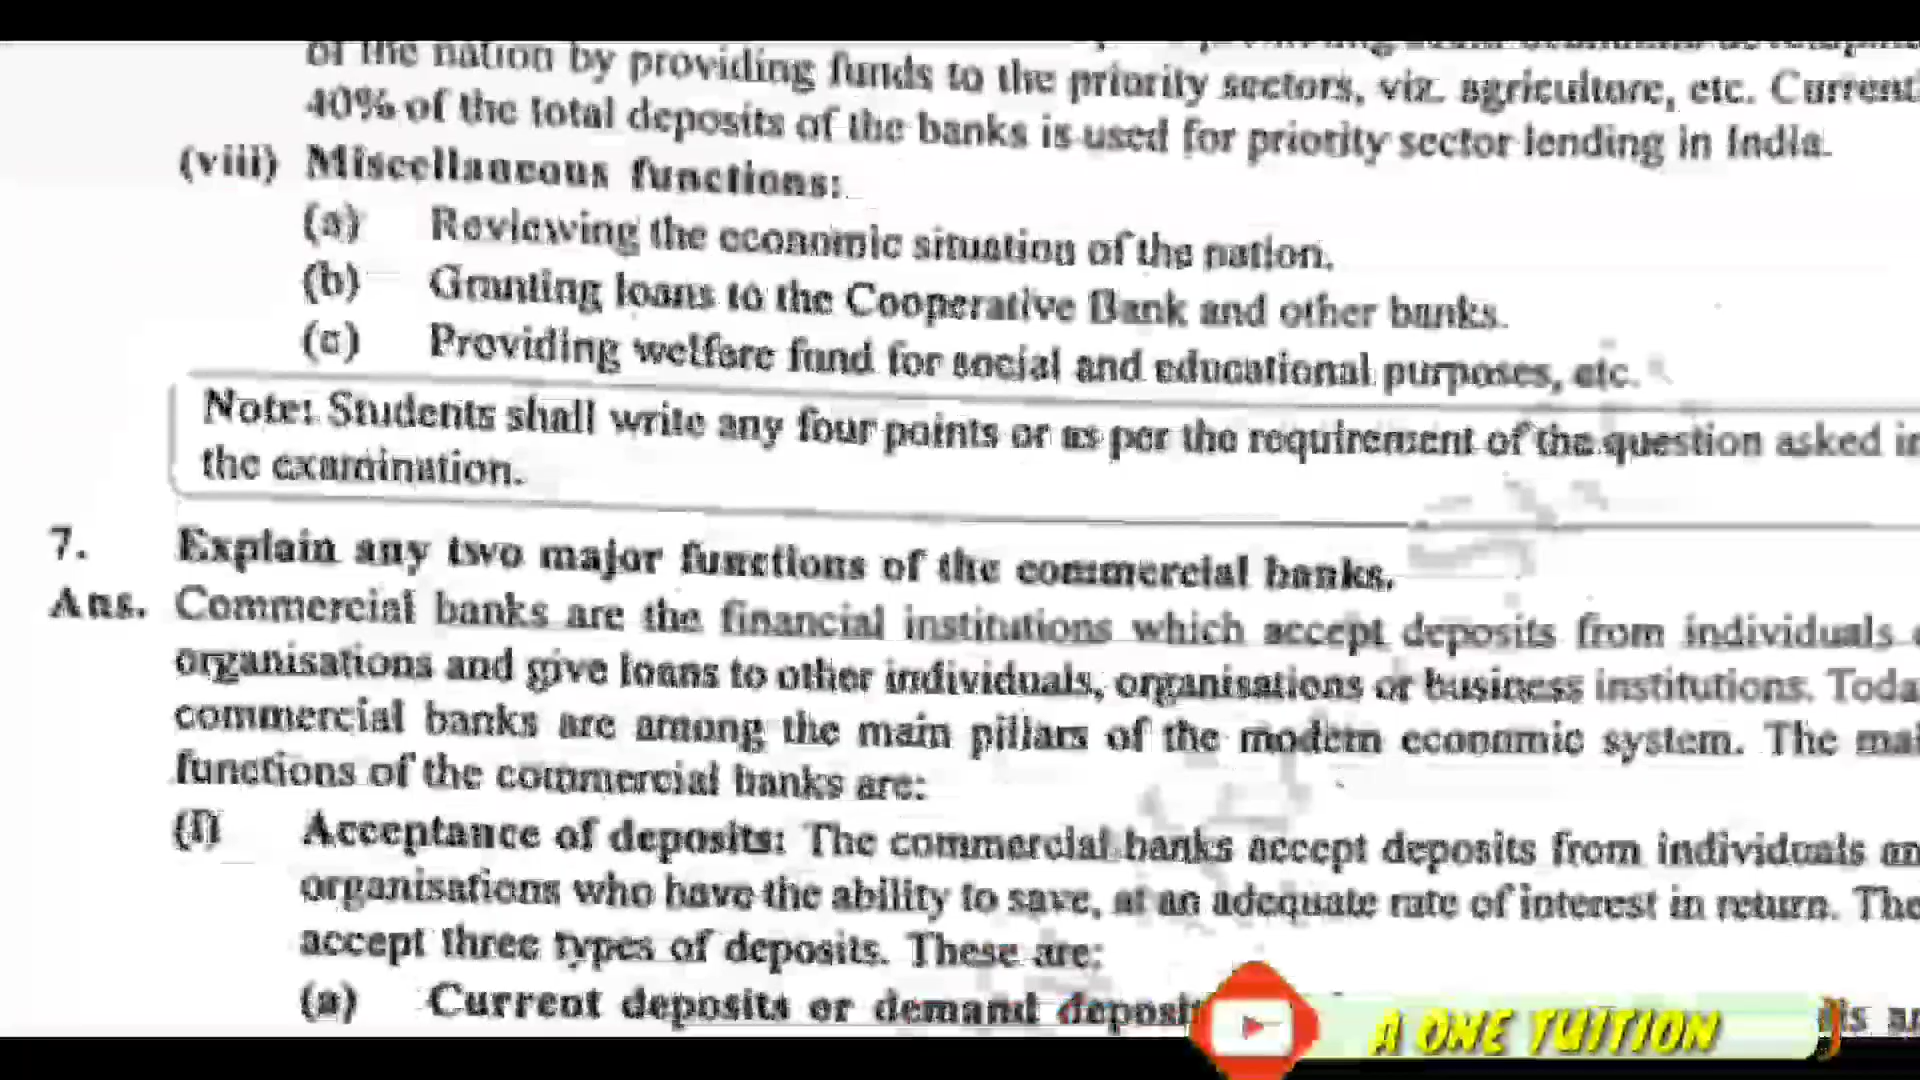 of the nation by providing funds to the priority sectors, viz. agriculture, etc.
40% of the total deposits of the banks is used for priority sector lending in India.
(viii) Miscellaneous functions:
(a) Reviewing the economic situation of the nation.
(b) Granting loans to the Cooperative Bank and other banks.
(c) Providing welfare fund for social and educational purposes, etc.
Note: Students shall write any four points or as per the requirement of the question asked in
the examination.
7. Explain any two major functions of the commercial banks.
Ans. Commercial banks are the financial institutions which accept deposits from individuals
organisations and give loans to other individuals, organisations or business institutions. Toda
commercial banks are among the main pillars of the modern economic system. The mai
functions of the commercial banks are:
(i) Acceptance of deposits: The commercial banks accept deposits from individuals an
organisations who have the ability to save, at an adequate rate of interest in return. The
accept three types of deposits. These are:
(a) Current deposits or demand deposit
A ONE TUITION